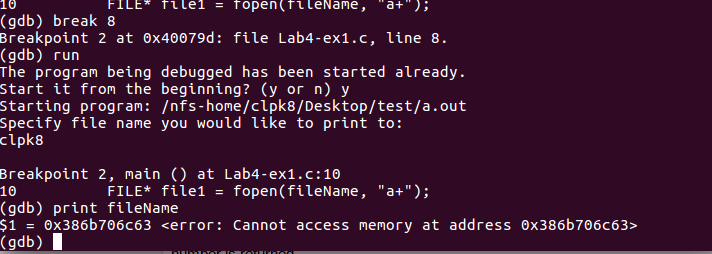 10 FILE* file1 = fopen(fileName, "a+");
(gdb) break 8
Breakpoint 2 at 0x40079d: file Lab4-ex1.c, line 8.
(gdb) run
The program being debugged has been started already.
Start it from the beginning? (y or n) y
Starting program: /nfs-home/clpk8/Desktop/test/a.out
Specify file name you would like to print to:
clpk8
Breakpoint 2, main () at Lab4-ex1.c:10
10 FILE* file1 = fopen(fileName, "a+");
(gdb) print fileName
$1 = 0x386b706c63 <error: Cannot access memory at address 0x386b706c63>
(gdb)
number is returned